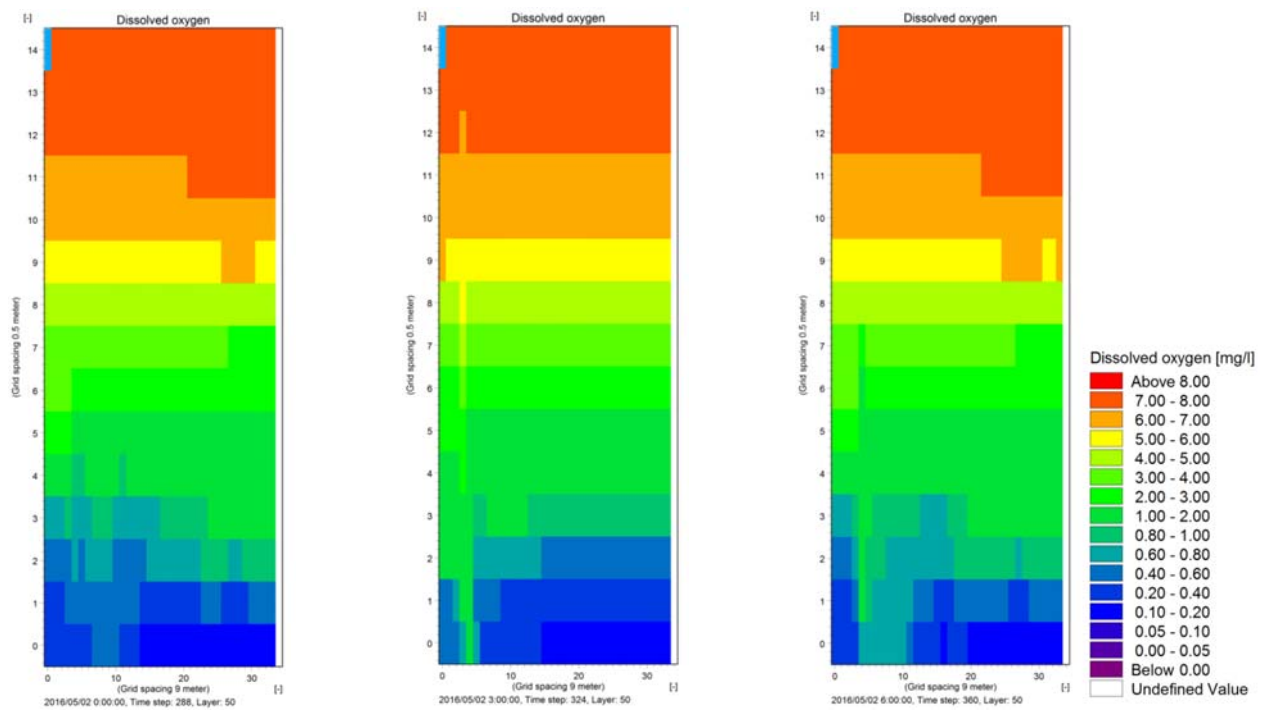 [-]
Dissolved oxygen
14
13
12
11
10
9
8
7
6
5
4
3
2
1
0
(Grid spacing 0.5 meter)
0 10 20 30
(Grid spacing 9 meter) [-]
2016/05/02 0:00:00, Time step: 288, Layer: 50
[-]
Dissolved oxygen
14
13
12
11
10
9
8
7
6
5
4
3
2
1
0
(Grid spacing 0.5 meter)
0 10 20 30
(Grid spacing 9 meter) [-]
2016/05/02 3:00:00, Time step: 324, Layer: 50
[-]
Dissolved oxygen
14
13
12
11
10
9
8
7
6
5
4
3
2
1
0
(Grid spacing 0.5 meter)
0 10 20 30
(Grid spacing 9 meter) [-]
2016/05/02 6:00:00, Time step: 360, Layer: 50
Dissolved oxygen [mg/l]
Above 8.00
7.00 - 8.00
6.00 - 7.00
5.00 - 6.00
4.00 - 5.00
3.00 - 4.00
2.00 - 3.00
1.00 - 2.00
0.80 - 1.00
0.60 - 0.80
0.40 - 0.60
0.20 - 0.40
0.10 - 0.20
0.05 - 0.10
0.00 - 0.05
Below 0.00
Undefined Value